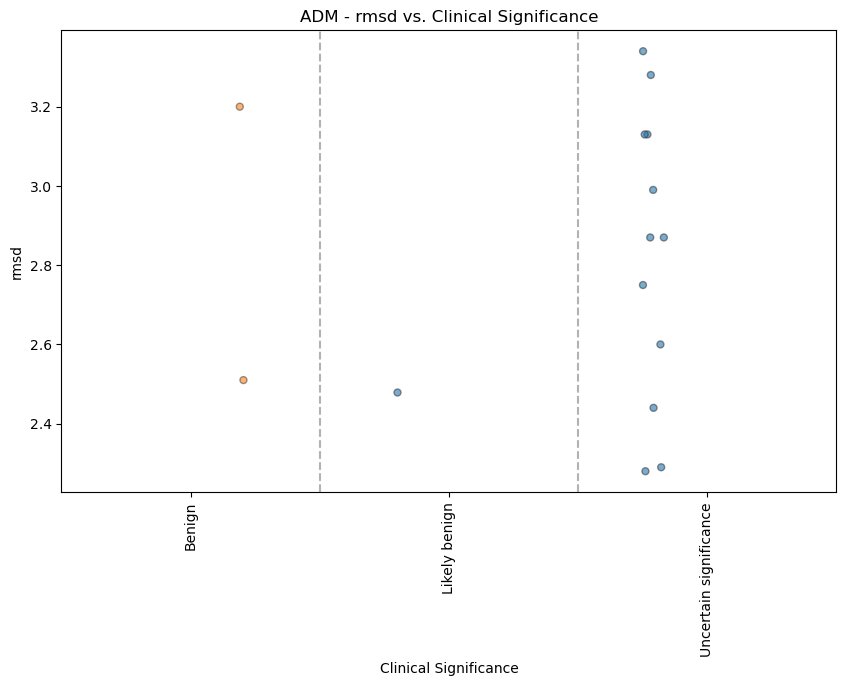 ADM - rmsd vs. Clinical Significance
3.2
3.0
2.8
2.6
2.4
rmsd
Benign
Likely benign
Uncertain significance
Clinical Significance